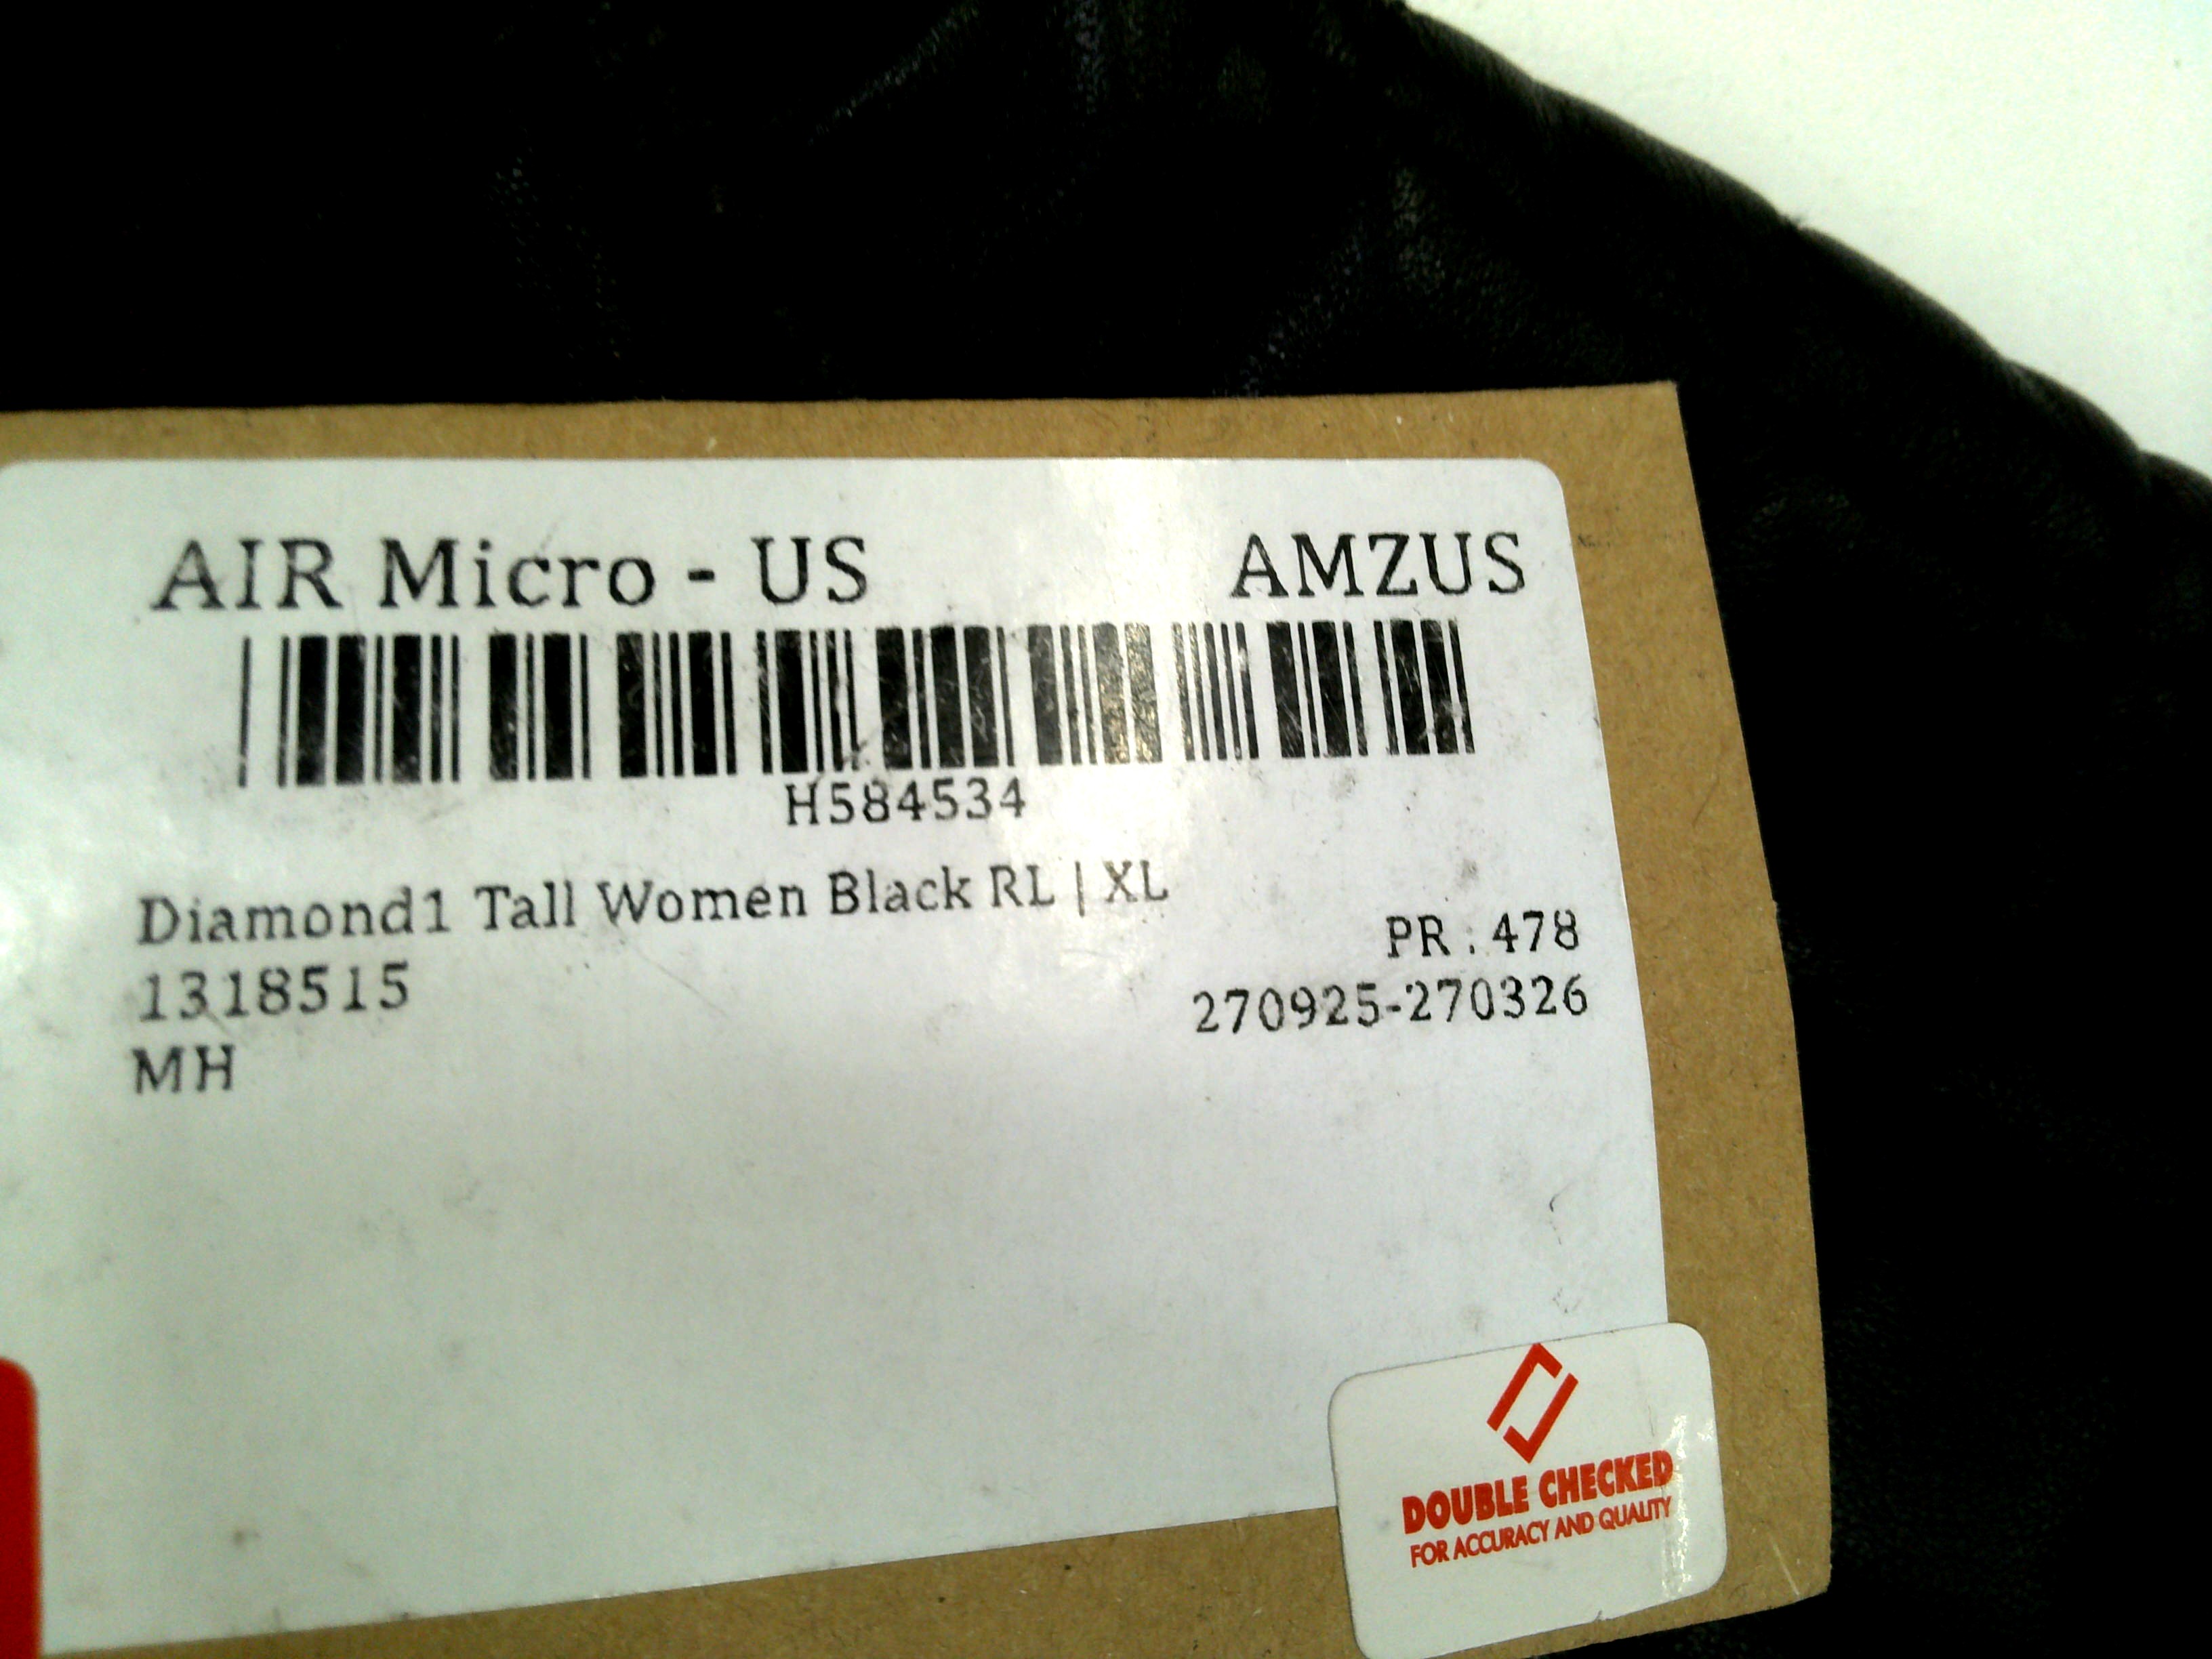 AIR Micro - US AMZUS
H584534
Diamond1 Tall Women Black RL | XL
PR : 478
1318515
270925-270326
MH
DOUBLE CHECKED
FOR ACCURACY AND QUALITY